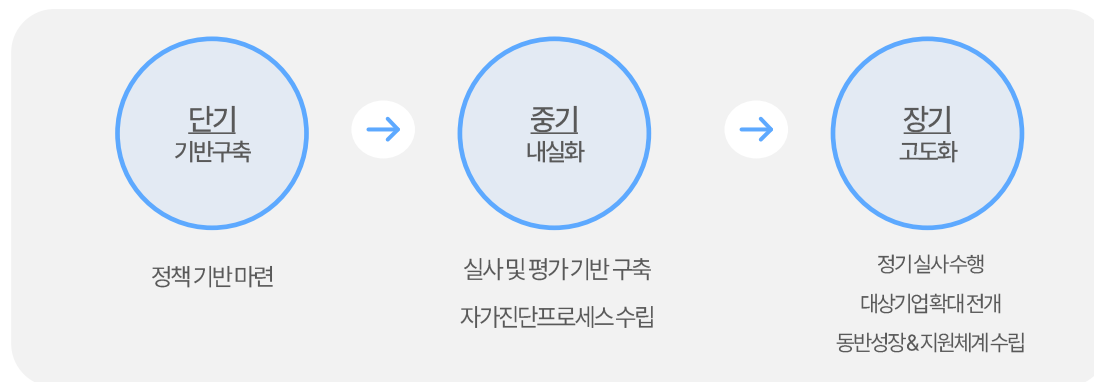 단기
기반구축
중기
내실화
장기
고도화
정책 기반 마련
실사 및 평가 기반 구축
자가진단프로세스 수립
정기 실사 수행
대상기업 확대 전개
동반성장 & 지원체계 수립